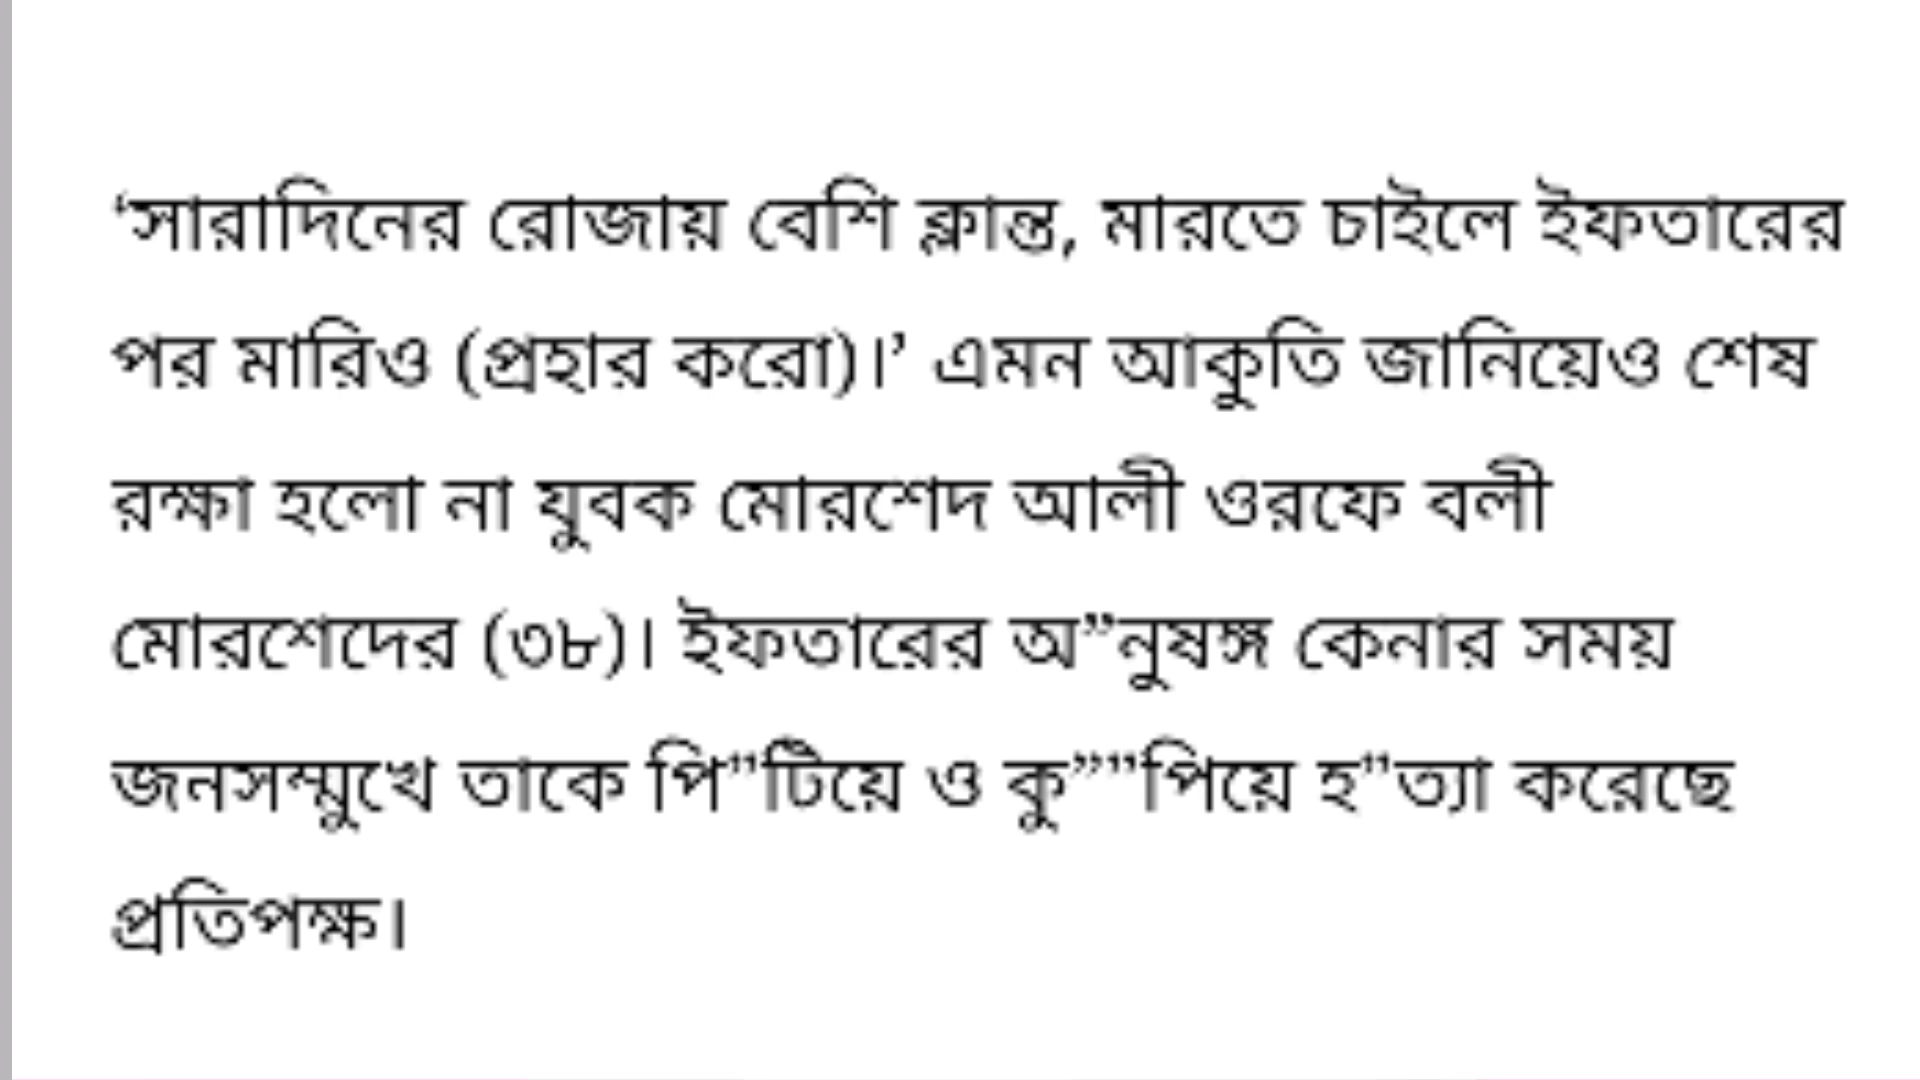 ‘সারাদিনের রোজায় বেশি ক্লান্ত, মারতে চাইলে ইফতারের
পর মারিও (প্রহার করো)।’ এমন আকুতি জানিয়েও শেষ
রক্ষা হলো না যুবক মোরশেদ আলী ওরফে বলী
মোরশেদের (৩৮)। ইফতারের অ”নুষঙ্গ কেনার সময়
জনসম্মুখে তাকে পি"টিয়ে ও কু”"পিয়ে হ"ত্যা করেছে
প্রতিপক্ষ।